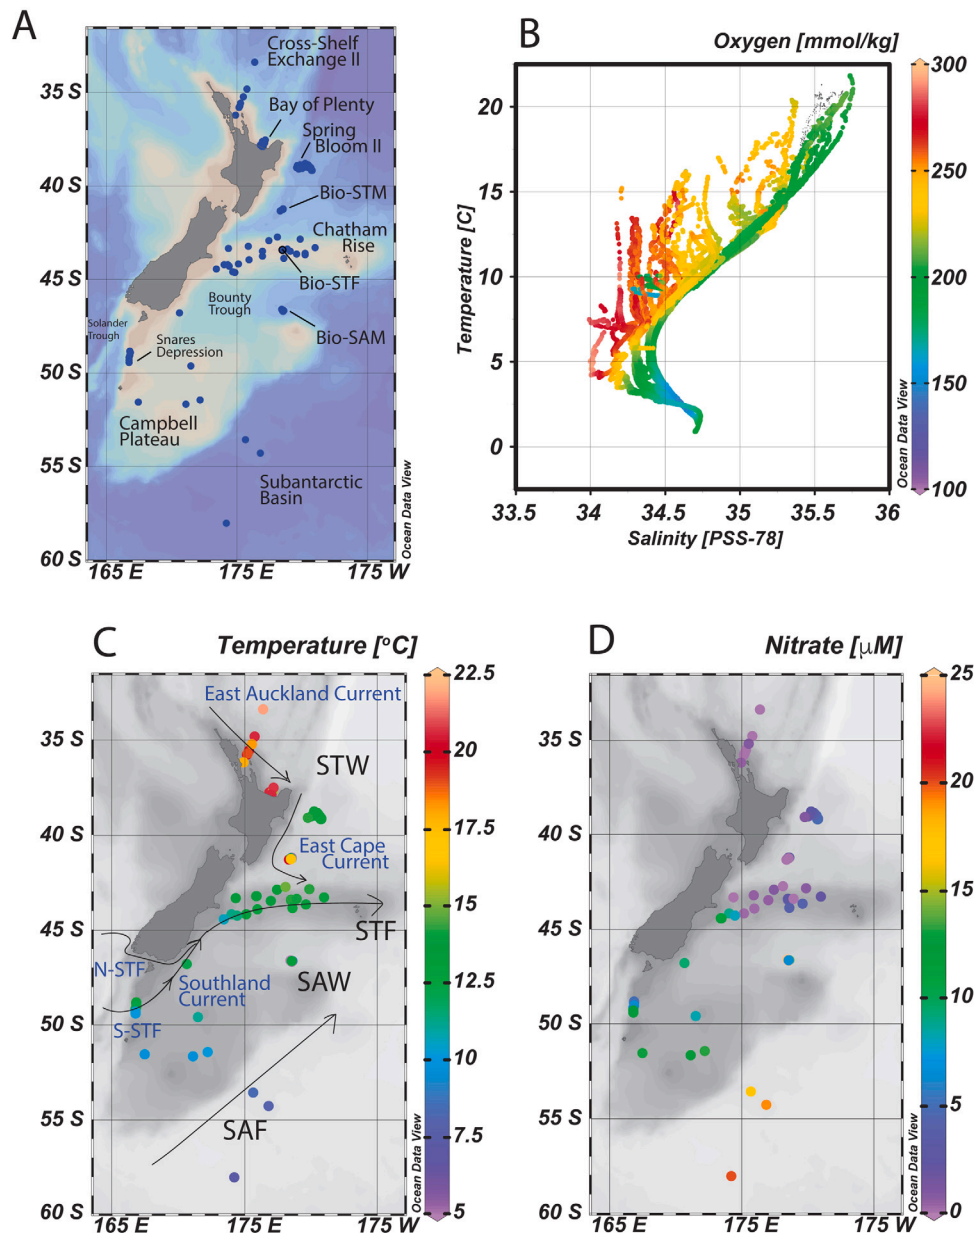 A
Cross-Shelf
Exchange II
Bay of Plenty
Spring
Bloom II
Bio-STM
Chatham
Rise
Bio-STF
Bounty
Trough
Solander
Trough
Snares
Depression
Bio-SAM
Campbell
Plateau
Subantarctic
Basin
35 S
40 S
45 S
50 S
55 S
60 S
165 E
175 E
175 W
Ocean Data View
B
Oxygen [mmol/kg]
Temperature [C]
20
15
10
5
0
33.5
34
34.5
35
35.5
36
Salinity [PSS-78]
300
250
200
150
100
Ocean Data View
C
Temperature [°C]
East Auckland Current
STW
East Cape
Current
STF
N-STF
Southland
Current
SAW
S-STF
SAF
35 S
40 S
45 S
50 S
55 S
60 S
165 E
175 E
175 W
22.5
20
17.5
15
12.5
10
7.5
5
Ocean Data View
D
Nitrate [μM]
35 S
40 S
45 S
50 S
55 S
60 S
165 E
175 E
175 W
25
20
15
10
5
0
Ocean Data View